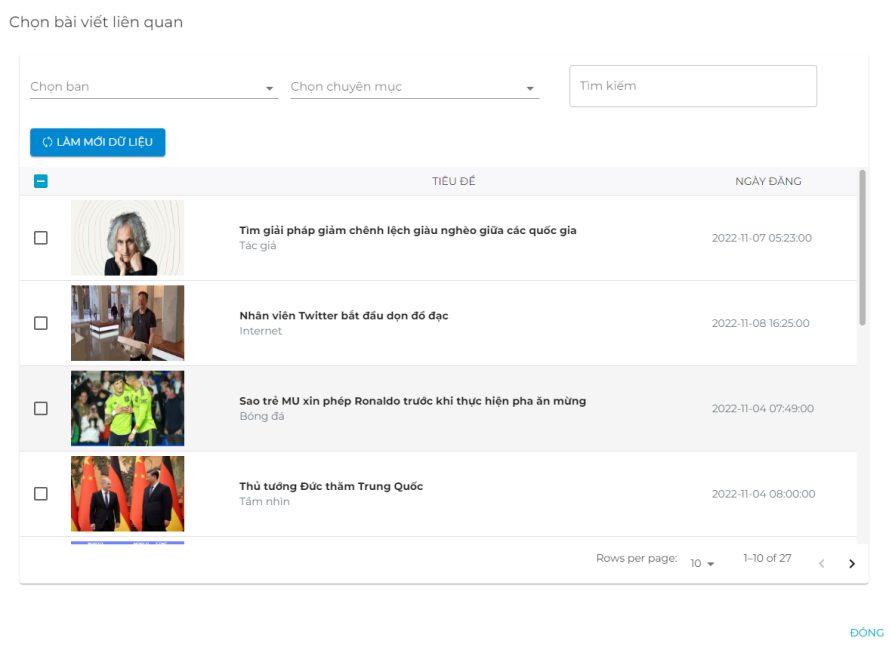 Chọn bài viết liên quan
Chọn ban
Chọn chuyên mục
Tìm kiếm
LÀM MỚI DỮ LIỆU
TIÊU ĐỀ
NGÀY ĐĂNG
Tìm giải pháp giảm chênh lệch giàu nghèo giữa các quốc gia
Tác giả
2022-11-07 05:23:00
Nhân viên Twitter bắt đầu dọn đồ đạc
Internet
2022-11-08 16:25:00
Sao trẻ MU xin phép Ronaldo trước khi thực hiện pha ăn mừng
Bóng đá
2022-11-04 07:49:00
Thủ tướng Đức thăm Trung Quốc
Tầm nhìn
2022-11-04 08:00:00
Rows per page: 10 1–10 of 27
ĐÓNG